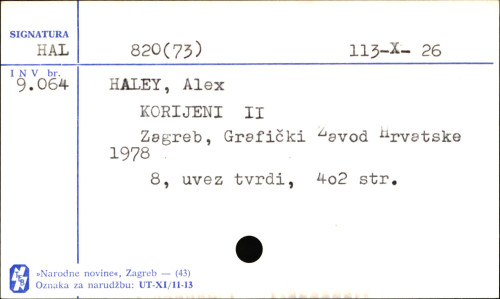 SIGNATURA
HAL 820(73) 113-X- 26
INV br.
9.064 HALEY, Alex
KORIJENI II
Zagreb, Grafički Zavod Hrvatske
1978
8, uvez tvrdi, 4o2 str.
»Narodne novine«, Zagreb — (43)
Oznaka za narudžbu: UT-XI/11-13